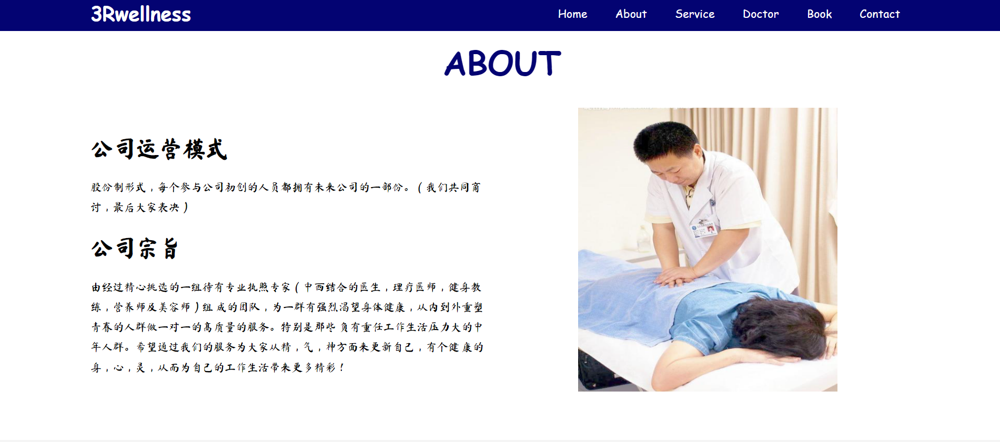 3Rwellness
Home About Service Doctor Book Contact
ABOUT
公司运营模式
股份制形式，每个参与公司初创的人员都拥有未来公司的一部份。（我们共同商
讨，最后大家表决）
公司宗旨
由经过精心挑选的一组待有专业执照专家（中西结合的医生，理疗医师，健身教
练，营养师及美容师）组 成的团队，为一群有强烈渴望身体健康，从内到外重塑
青春的人群做一对一的高质量的服务。特别是那些 负有重任工作生活压力大的中
年人群。希望通过我们的服务为大家从精，气，神方面来更新自己，有个健 康的
身，心，灵，从而为自己的工作生活带来更多精彩！